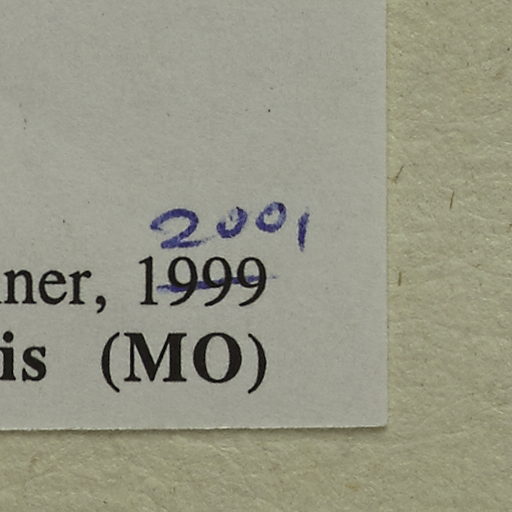 2001
ner, 1999
is (MO)